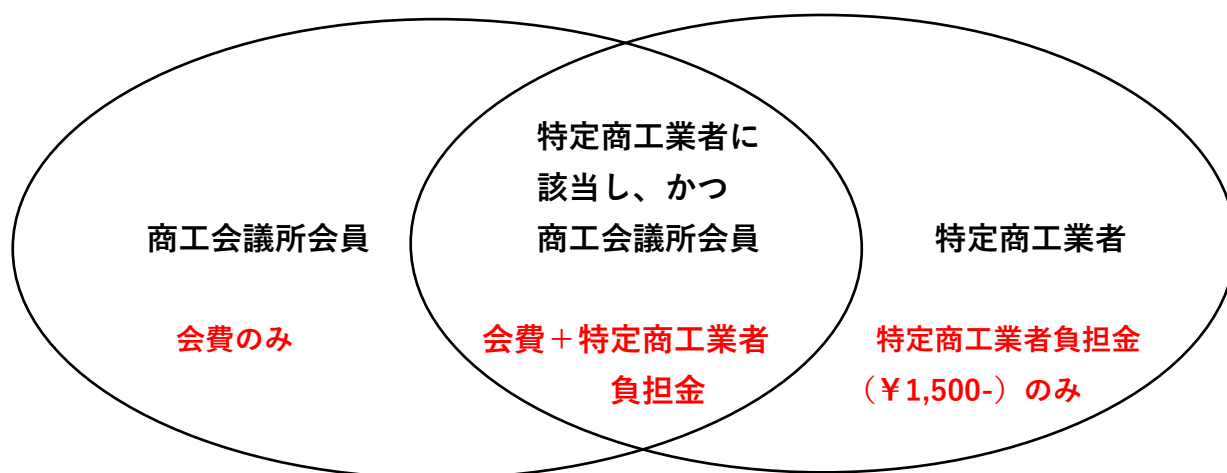 商工会議所会員
会費のみ
特定商工業者に
該当し、かつ
商工会議所会員
会費＋特定商工業者
負担金
特定商工業者
特定商工業者負担金
（￥1,500-）のみ